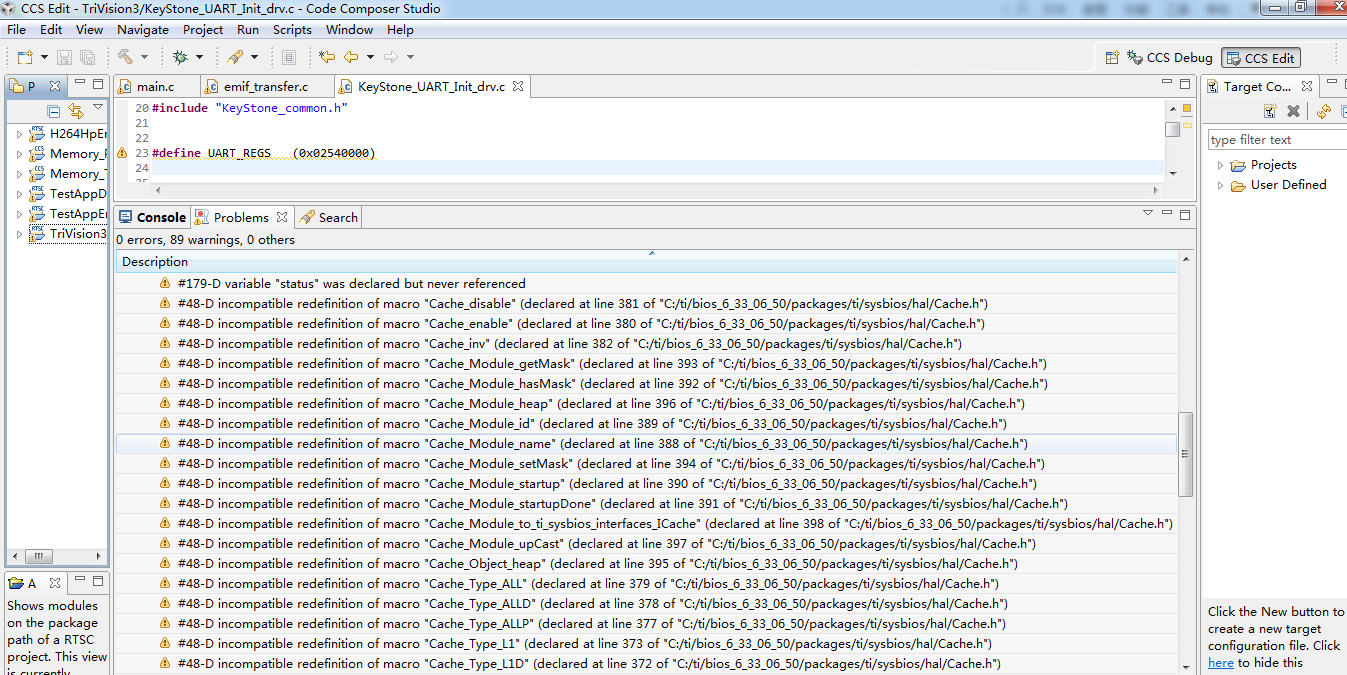 CCS Edit - TriVision3/KeyStone_UART_Init_drv.c - Code Composer Studio
File Edit View Navigate Project Run Scripts Window Help
CCS Debug CCS Edit
P
main.c emif_transfer.c KeyStone_UART_Init_drv.c
Target Co...
20 #include "KeyStone_common.h"
21
22
23 #define UART_REGS (0x02540000)
24
H264HpEn
Memory_
Memory_T
TestAppD
TestAppEn
TriVision3
type filter text
Projects
User Defined
Console Problems Search
0 errors, 89 warnings, 0 others
Description
#179-D variable "status" was declared but never referenced
#48-D incompatible redefinition of macro "Cache_disable" (declared at line 381 of "C:/ti/bios_6_33_06_50/packages/ti/sysbios/hal/Cache.h")
#48-D incompatible redefinition of macro "Cache_enable" (declared at line 380 of "C:/ti/bios_6_33_06_50/packages/ti/sysbios/hal/Cache.h")
#48-D incompatible redefinition of macro "Cache_inv" (declared at line 382 of "C:/ti/bios_6_33_06_50/packages/ti/sysbios/hal/Cache.h")
#48-D incompatible redefinition of macro "Cache_Module_getMask" (declared at line 393 of "C:/ti/bios_6_33_06_50/packages/ti/sysbios/hal/Cache.h")
#48-D incompatible redefinition of macro "Cache_Module_hasMask" (declared at line 392 of "C:/ti/bios_6_33_06_50/packages/ti/sysbios/hal/Cache.h")
#48-D incompatible redefinition of macro "Cache_Module_heap" (declared at line 396 of "C:/ti/bios_6_33_06_50/packages/ti/sysbios/hal/Cache.h")
#48-D incompatible redefinition of macro "Cache_Module_id" (declared at line 389 of "C:/ti/bios_6_33_06_50/packages/ti/sysbios/hal/Cache.h")
#48-D incompatible redefinition of macro "Cache_Module_name" (declared at line 388 of "C:/ti/bios_6_33_06_50/packages/ti/sysbios/hal/Cache.h")
#48-D incompatible redefinition of macro "Cache_Module_setMask" (declared at line 394 of "C:/ti/bios_6_33_06_50/packages/ti/sysbios/hal/Cache.h")
#48-D incompatible redefinition of macro "Cache_Module_startup" (declared at line 390 of "C:/ti/bios_6_33_06_50/packages/ti/sysbios/hal/Cache.h")
#48-D incompatible redefinition of macro "Cache_Module_startupDone" (declared at line 391 of "C:/ti/bios_6_33_06_50/packages/ti/sysbios/hal/Cache.h")
#48-D incompatible redefinition of macro "Cache_Module_to_ti_sysbios_interfaces_ICache" (declared at line 398 of "C:/ti/bios_6_33_06_50/packages/ti/sysbios/hal/Cache.h")
#48-D incompatible redefinition of macro "Cache_Module_upCast" (declared at line 397 of "C:/ti/bios_6_33_06_50/packages/ti/sysbios/hal/Cache.h")
#48-D incompatible redefinition of macro "Cache_Object_heap" (declared at line 395 of "C:/ti/bios_6_33_06_50/packages/ti/sysbios/hal/Cache.h")
#48-D incompatible redefinition of macro "Cache_Type_ALL" (declared at line 379 of "C:/ti/bios_6_33_06_50/packages/ti/sysbios/hal/Cache.h")
#48-D incompatible redefinition of macro "Cache_Type_ALLD" (declared at line 378 of "C:/ti/bios_6_33_06_50/packages/ti/sysbios/hal/Cache.h")
#48-D incompatible redefinition of macro "Cache_Type_ALLP" (declared at line 377 of "C:/ti/bios_6_33_06_50/packages/ti/sysbios/hal/Cache.h")
#48-D incompatible redefinition of macro "Cache_Type_L1" (declared at line 373 of "C:/ti/bios_6_33_06_50/packages/ti/sysbios/hal/Cache.h")
#48-D incompatible redefinition of macro "Cache_Type_L1D" (declared at line 372 of "C:/ti/bios_6_33_06_50/packages/ti/sysbios/hal/Cache.h")
A
Shows modules
on the package
path of a RTSC
project. This view
is currently
Click the New button to
create a new target
configuration file. Click
here to hide this